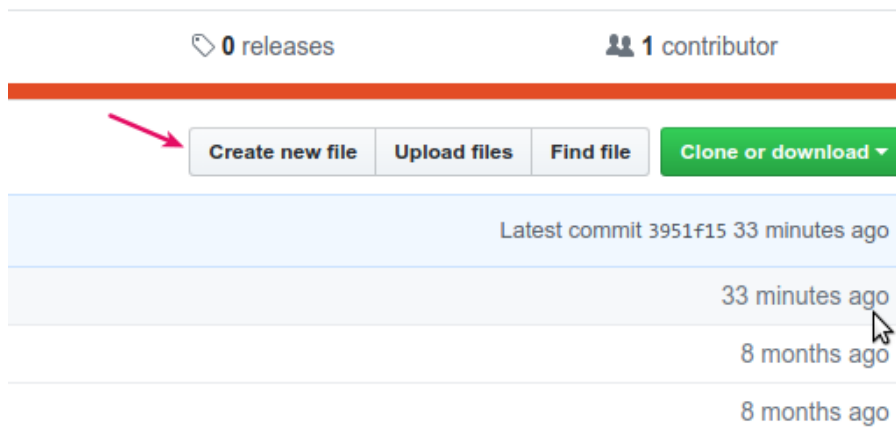 0 releases 1 contributor
Create new file Upload files Find file Clone or download
Latest commit 3951f15 33 minutes ago
33 minutes ago
8 months ago
8 months ago